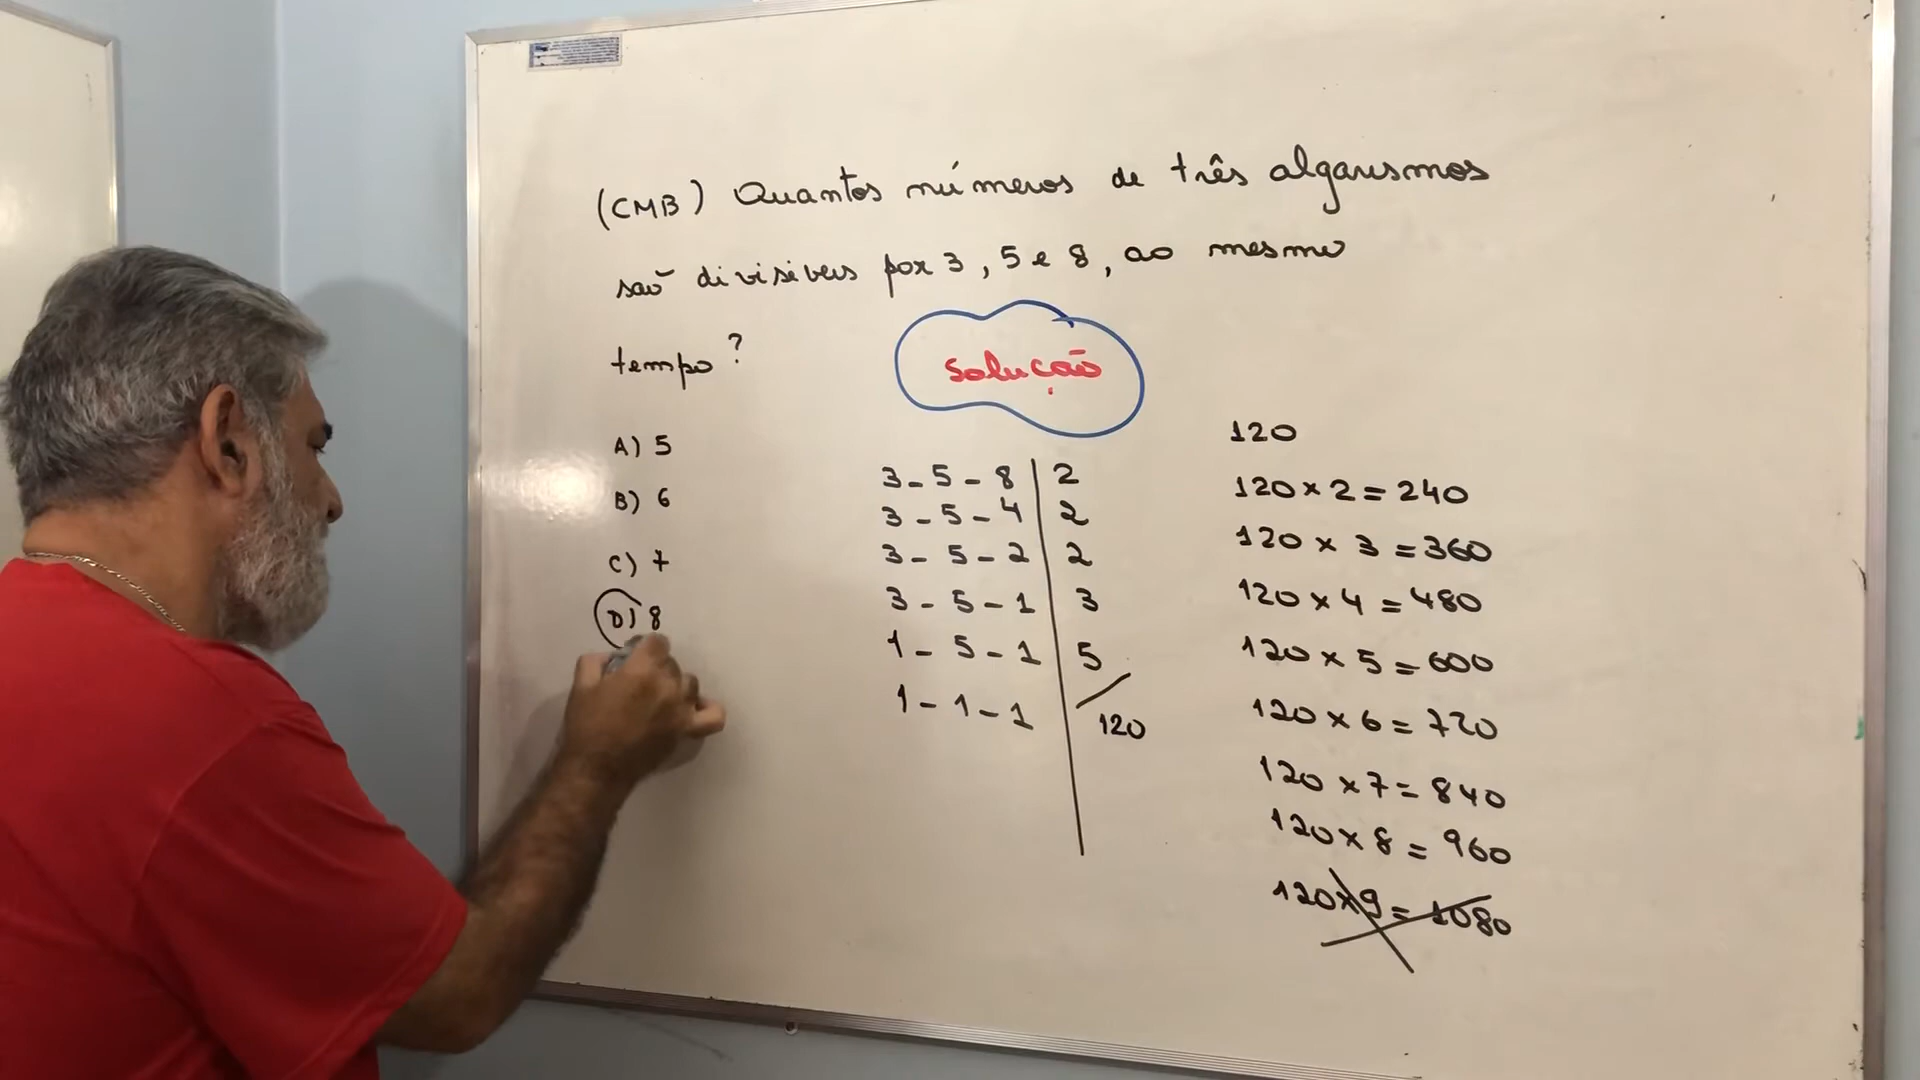 (CMB) Quantos números de três algarismos
são divisíveis por 3, 5 e 8, ao mesmo
tempo?
Solução
A) 5
B) 6
C) 7
D) 8
3 - 5 - 8 | 2
3 - 5 - 4 | 2
3 - 5 - 2 | 2
3 - 5 - 1 | 3
1 - 5 - 1 | 5
1 - 1 - 1 | 120
120
120 x 2 = 240
120 x 3 = 360
120 x 4 = 480
120 x 5 = 600
120 x 6 = 720
120 x 7 = 840
120 x 8 = 960
120 x 9 = 1080